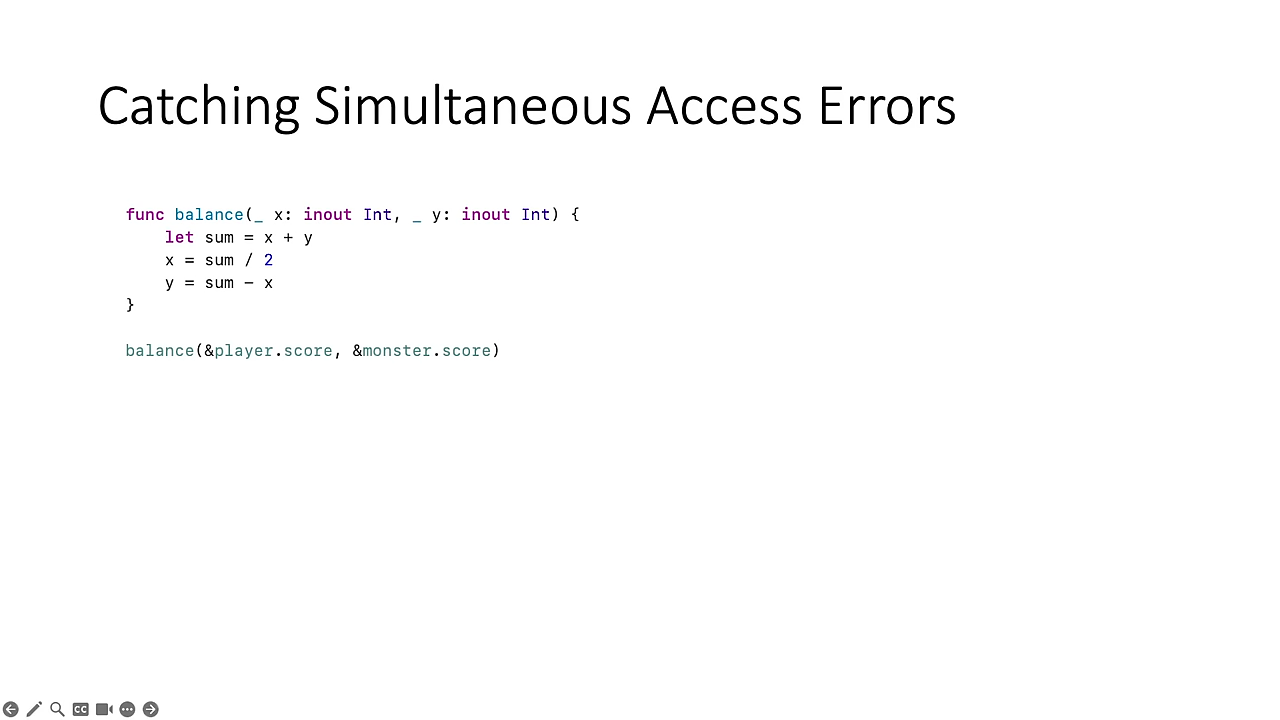 Catching Simultaneous Access Errors
func balance(_ x: inout Int, _ y: inout Int) {
    let sum = x + y
    x = sum / 2
    y = sum − x
}
balance(&player.score, &monster.score)
CC